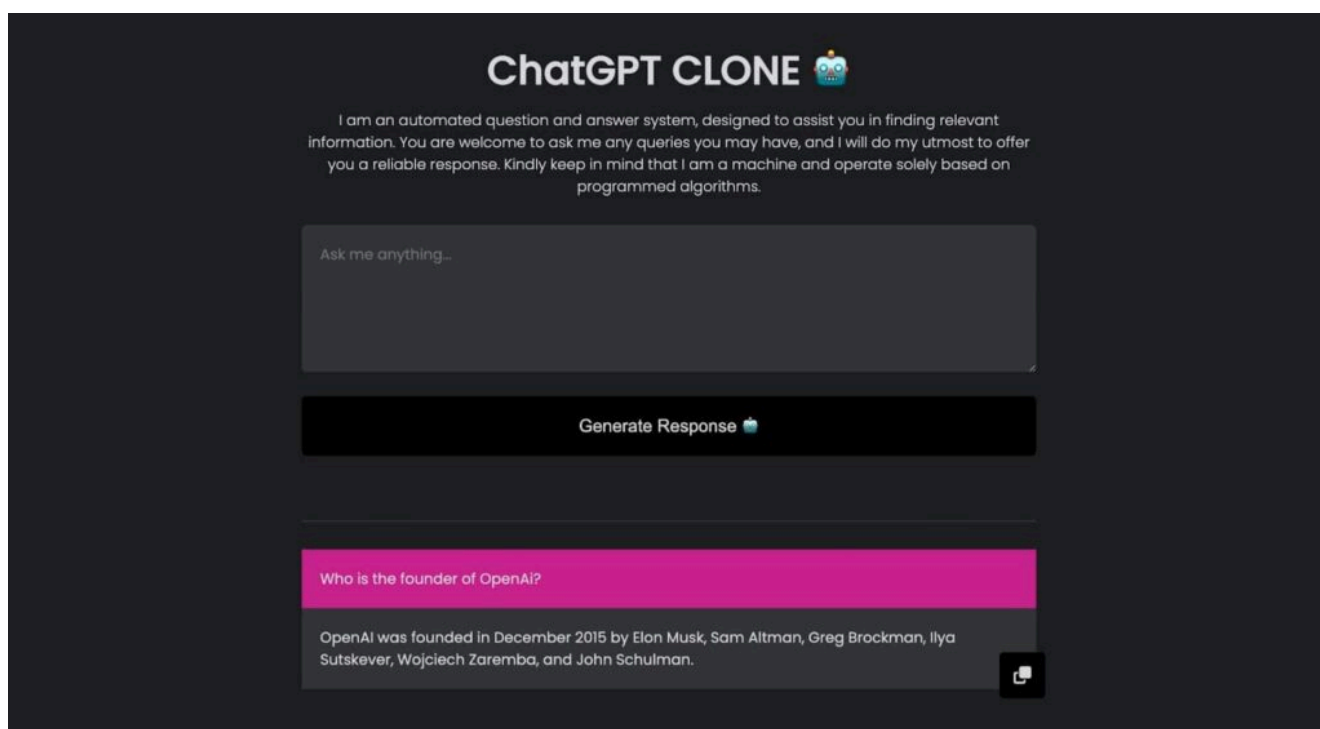 ChatGPT CLONE 🤖
I am an automated question and answer system, designed to assist you in finding relevant
information. You are welcome to ask me any queries you may have, and I will do my utmost to offer
you a reliable response. Kindly keep in mind that I am a machine and operate solely based on
programmed algorithms.
Ask me anything...
Generate Response 🤖
Who is the founder of OpenAi?
OpenAI was founded in December 2015 by Elon Musk, Sam Altman, Greg Brockman, Ilya
Sutskever, Wojciech Zaremba, and John Schulman.